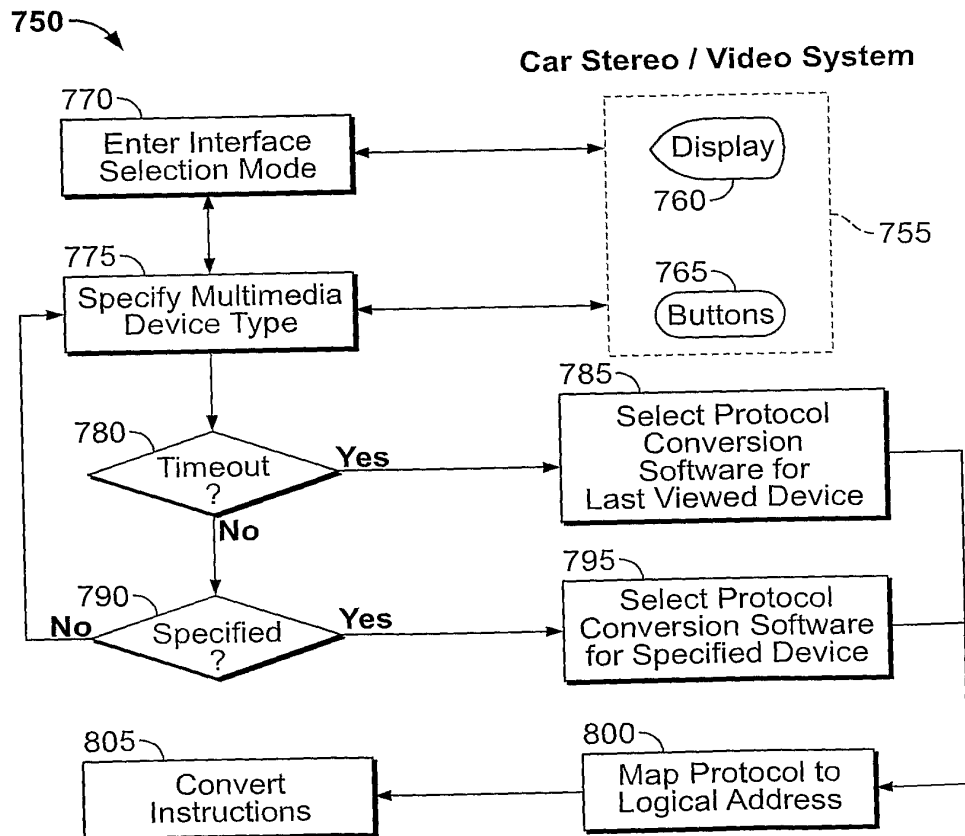 750
Car Stereo / Video System
770
Enter Interface
Selection Mode
Display
760
755
775
Specify Multimedia
Device Type
765
Buttons
785
Select Protocol
Conversion
Software for
Last Viewed Device
780
Timeout
?
Yes
No
795
Select Protocol
Conversion Software
for Specified Device
790
No
Specified
?
Yes
805
Convert
Instructions
800
Map Protocol to
Logical Address